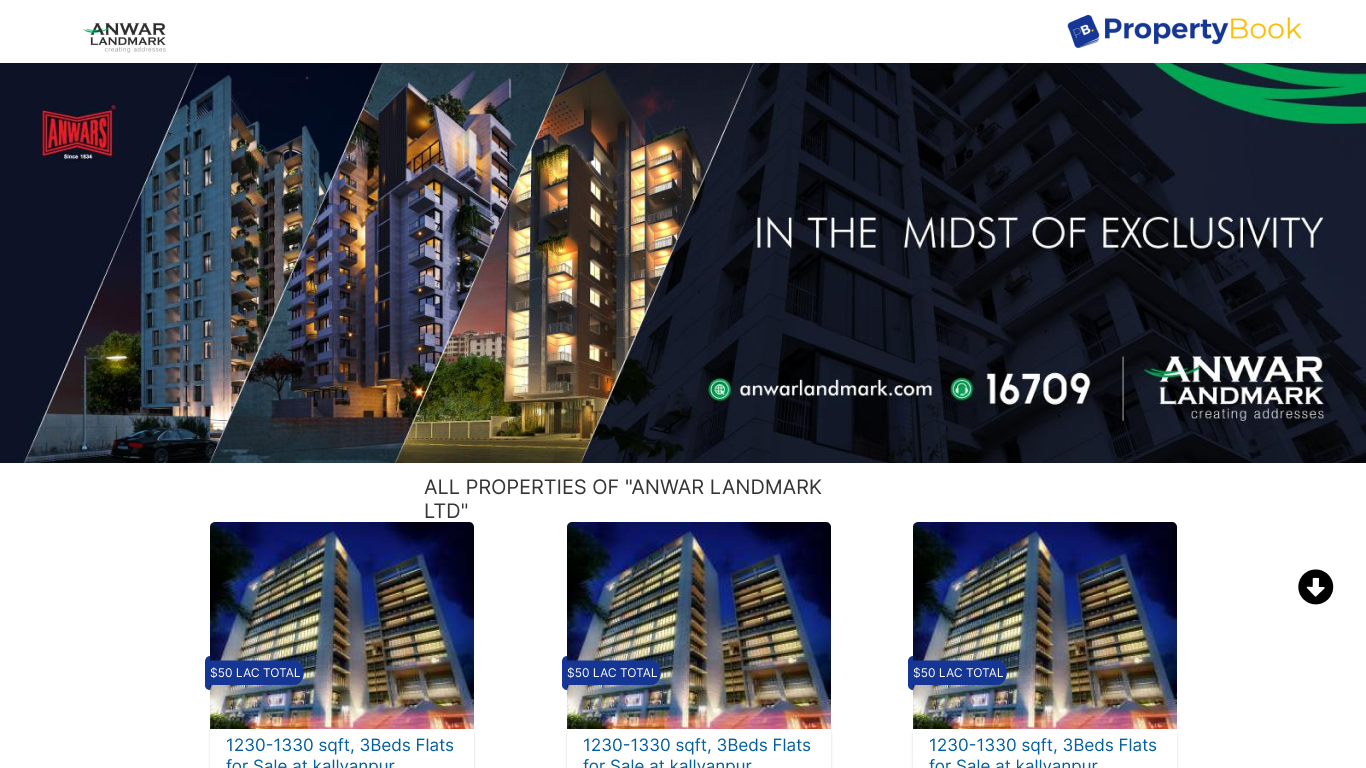 ANWAR
LANDMARK
creating addresses
B.
PropertyBook
ANWARS
Since 1834
IN THE MIDST OF EXCLUSIVITY
anwarlandmark.com
16709
ANWAR
LANDMARK
creating addresses
ALL PROPERTIES OF "ANWAR LANDMARK
LTD"
$50 LAC TOTAL
$50 LAC TOTAL
$50 LAC TOTAL
1230-1330 sqft, 3Beds Flats
for Sale at kallyanpur
1230-1330 sqft, 3Beds Flats
for Sale at kallyanpur
1230-1330 sqft, 3Beds Flats
for Sale at kallyanpur